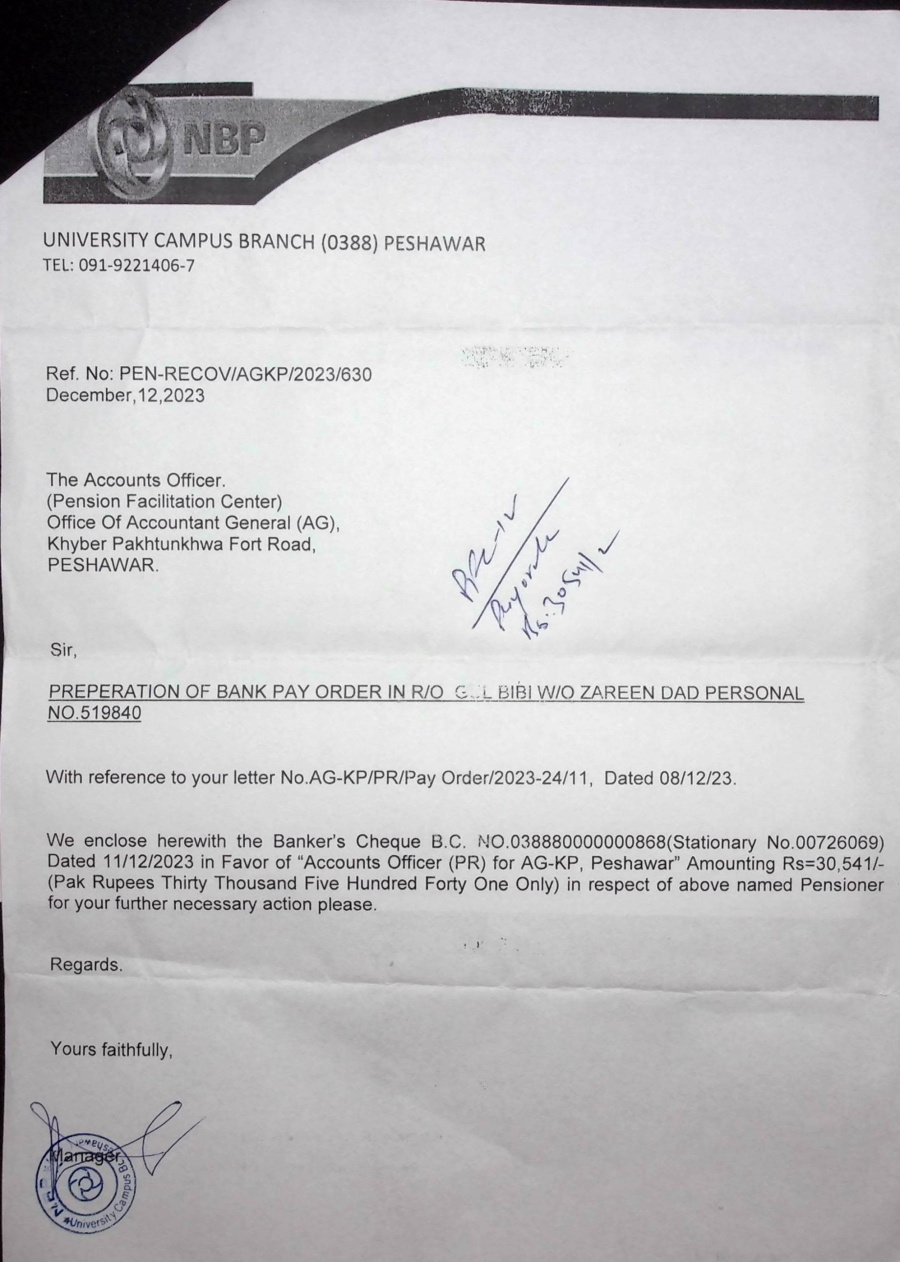 NBP
UNIVERSITY CAMPUS BRANCH (0388) PESHAWAR
TEL: 091-9221406-7
Ref. No: PEN-RECOV/AGKP/2023/630
December,12,2023
The Accounts Officer.
(Pension Facilitation Center)
Office Of Accountant General (AG),
Khyber Pakhtunkhwa Fort Road,
PESHAWAR.
Rs:30541/-
Sir,
PREPERATION OF BANK PAY ORDER IN R/O BIBI W/O ZAREEN DAD PERSONAL
NO.519840
With reference to your letter No.AG-KP/PR/Pay Order/2023-24/11, Dated 08/12/23.
We enclose herewith the Banker's Cheque B.C. NO.038880000000868(Stationary No.00726069)
Dated 11/12/2023 in Favor of “Accounts Officer (PR) for AG-KP, Peshawar” Amounting Rs=30,541/-
(Pak Rupees Thirty Thousand Five Hundred Forty One Only) in respect of above named Pensioner
for your further necessary action please.
Regards.
Yours faithfully,
Manager
University Campus Br.